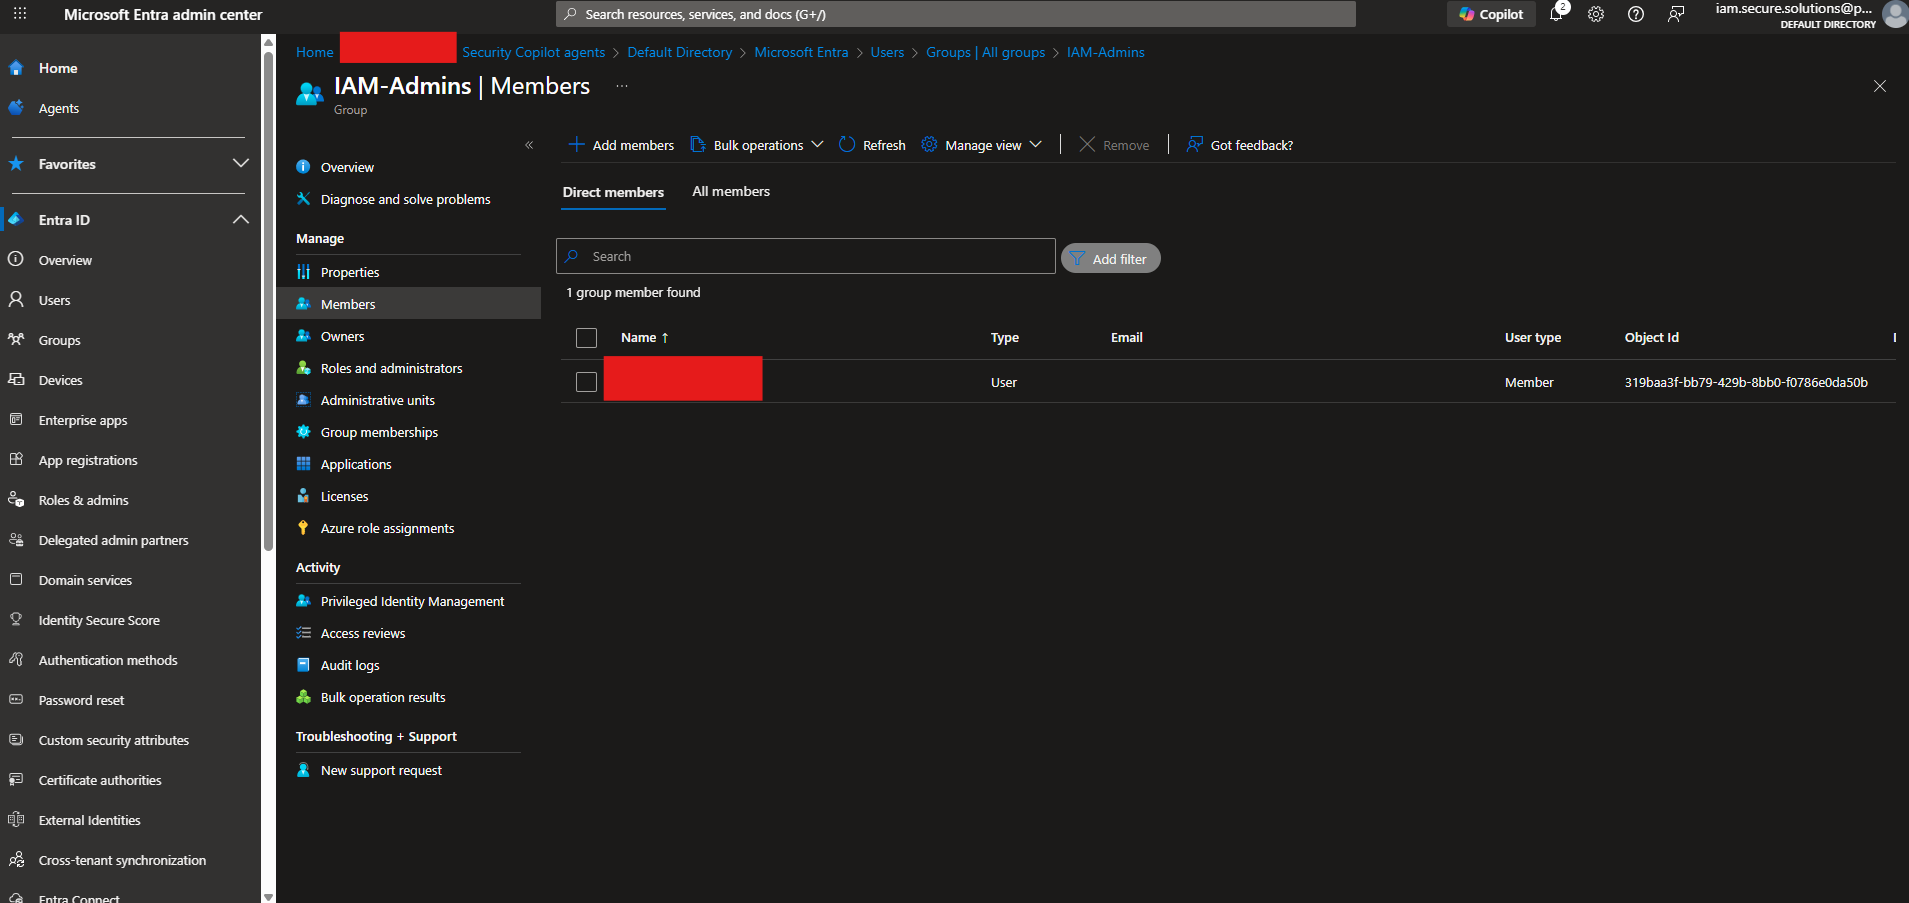 Microsoft Entra admin center
Search resources, services, and docs (G+/)
Copilot
2
iam.secure.solutions@p...
DEFAULT DIRECTORY
Home
Agents
Favorites
Entra ID
Overview
Users
Groups
Devices
Enterprise apps
App registrations
Roles & admins
Delegated admin partners
Domain services
Identity Secure Score
Authentication methods
Password reset
Custom security attributes
Certificate authorities
External Identities
Cross-tenant synchronization
Entra Connect
Home Security Copilot agents > Default Directory > Microsoft Entra > Users > Groups | All groups > IAM-Admins
IAM-Admins | Members ...
Group
Overview
Diagnose and solve problems
Manage
Properties
Members
Owners
Roles and administrators
Administrative units
Group memberships
Applications
Licenses
Azure role assignments
Activity
Privileged Identity Management
Access reviews
Audit logs
Bulk operation results
Troubleshooting + Support
New support request
Add members Bulk operations Refresh Manage view Remove Got feedback?
Direct members All members
Search
Add filter
1 group member found
Name ↑ Type Email User type Object Id
User Member 319baa3f-bb79-429b-8bb0-f0786e0da50b